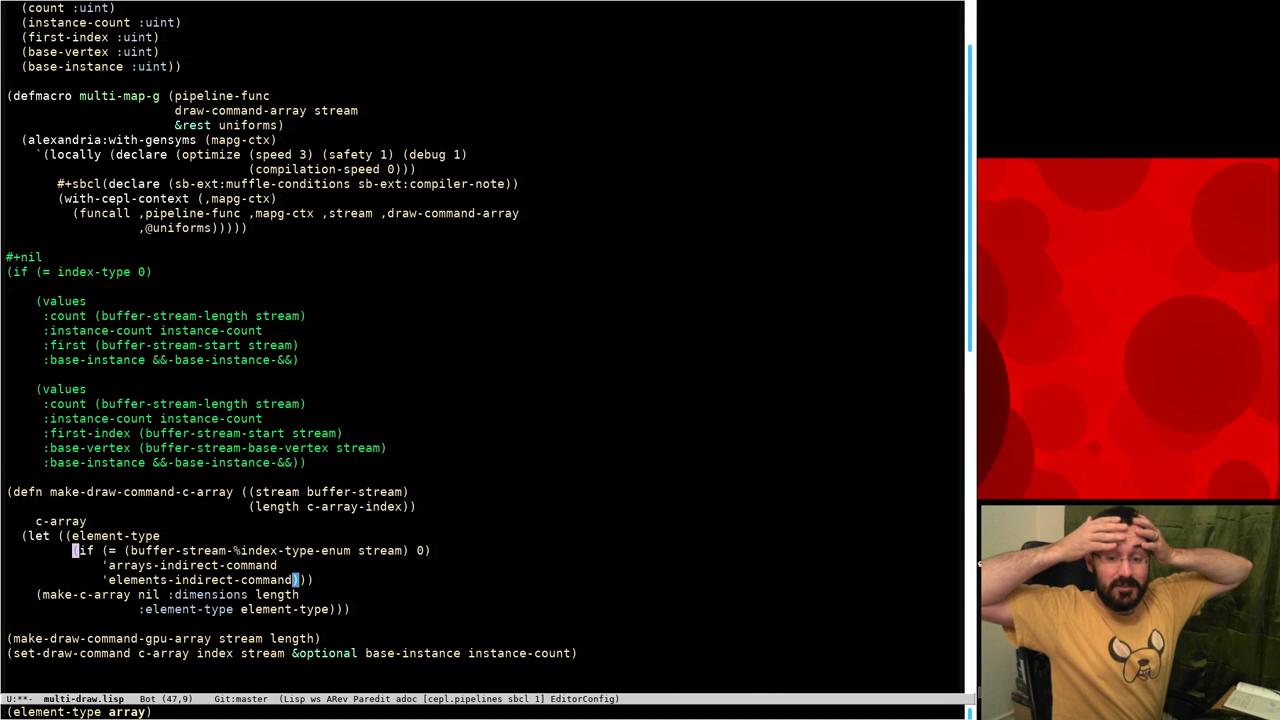 (count :uint)
(instance-count :uint)
(first-index :uint)
(base-vertex :uint)
(base-instance :uint))
(defmacro multi-map-g (pipeline-func
draw-command-array stream
&rest uniforms)
(alexandria:with-gensyms (mapg-ctx)
`(locally (declare (optimize (speed 3) (safety 1) (debug 1)
(compilation-speed 0)))
#+sbcl(declare (sb-ext:muffle-conditions sb-ext:compiler-note))
(with-cepl-context (,mapg-ctx)
(funcall ,pipeline-func ,mapg-ctx ,stream ,draw-command-array
,@uniforms)))))
#+nil
(if (= index-type 0)
(values
:count (buffer-stream-length stream)
:instance-count instance-count
:first (buffer-stream-start stream)
:base-instance &&-base-instance-&&)
(values
:count (buffer-stream-length stream)
:instance-count instance-count
:first-index (buffer-stream-start stream)
:base-vertex (buffer-stream-base-vertex stream)
:base-instance &&-base-instance-&&))
(defn make-draw-command-c-array ((stream buffer-stream)
(length c-array-index))
c-array
(let ((element-type
(if (= (buffer-stream-%index-type-enum stream) 0)
'arrays-indirect-command
'elements-indirect-command)))
(make-c-array nil :dimensions length
:element-type element-type)))
(make-draw-command-gpu-array stream length)
(set-draw-command c-array index stream &optional base-instance instance-count)
U:**- multi-draw.lisp Bot (47,9) Git:master (Lisp ws ARev Paredit adoc [cepl.pipelines sbcl 1] EditorConfig)
(element-type array)